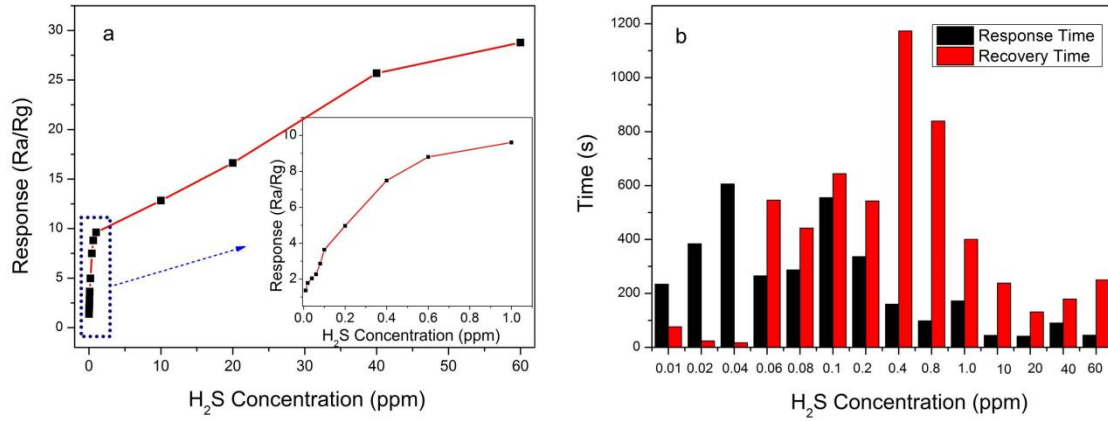 a
Response (Ra/Rg)
30
25
20
15
10
5
0
0 10 20 30 40 50 60
H₂S Concentration (ppm)
Response (Ra/Rg)
10
8
6
4
2
0.0 0.2 0.4 0.6 0.8 1.0
H₂S Concentration (ppm)
b
Response Time
Recovery Time
Time (s)
1200
1000
800
600
400
200
0
0.01 0.02 0.04 0.06 0.08 0.1 0.2 0.4 0.8 1.0 10 20 40 60
H₂S Concentration (ppm)